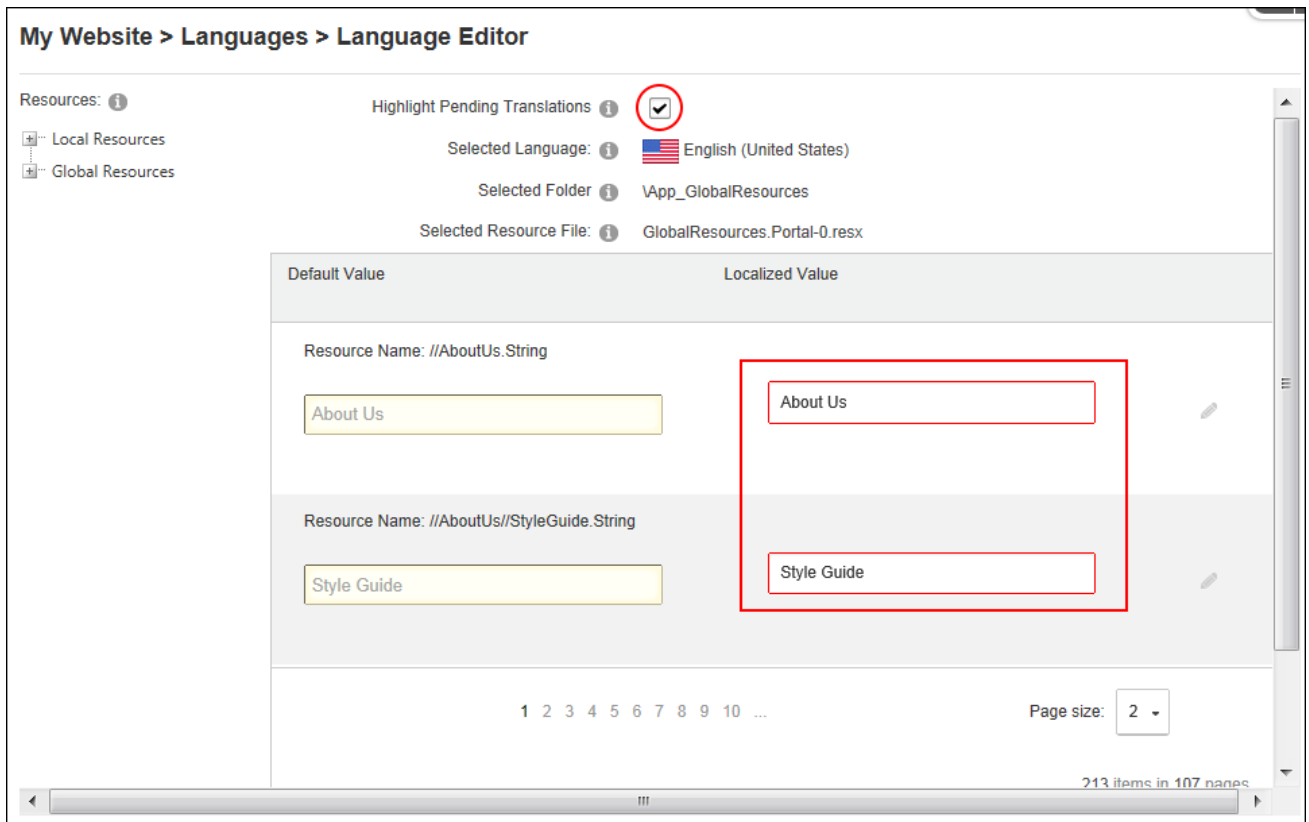 My Website > Languages > Language Editor
Resources:
Local Resources
Global Resources
Highlight Pending Translations
Selected Language: English (United States)
Selected Folder \App_GlobalResources
Selected Resource File: GlobalResources.Portal-0.resx
Default Value Localized Value
Resource Name: //AboutUs.String
About Us About Us
Resource Name: //AboutUs//StyleGuide.String
Style Guide Style Guide
1 2 3 4 5 6 7 8 9 10 ... Page size: 2
213 items in 107 pages